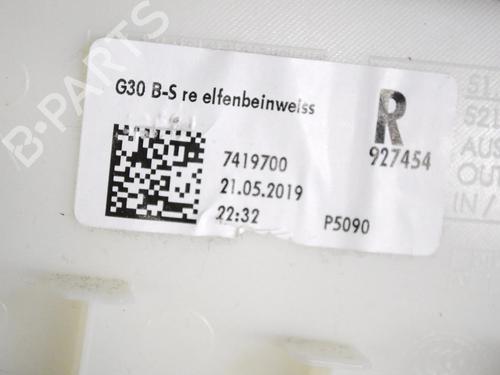 G30 B-S re elfenbeinweiss
R
7419700
927454
21.05.2019
22:32
P5090
B-PARTS